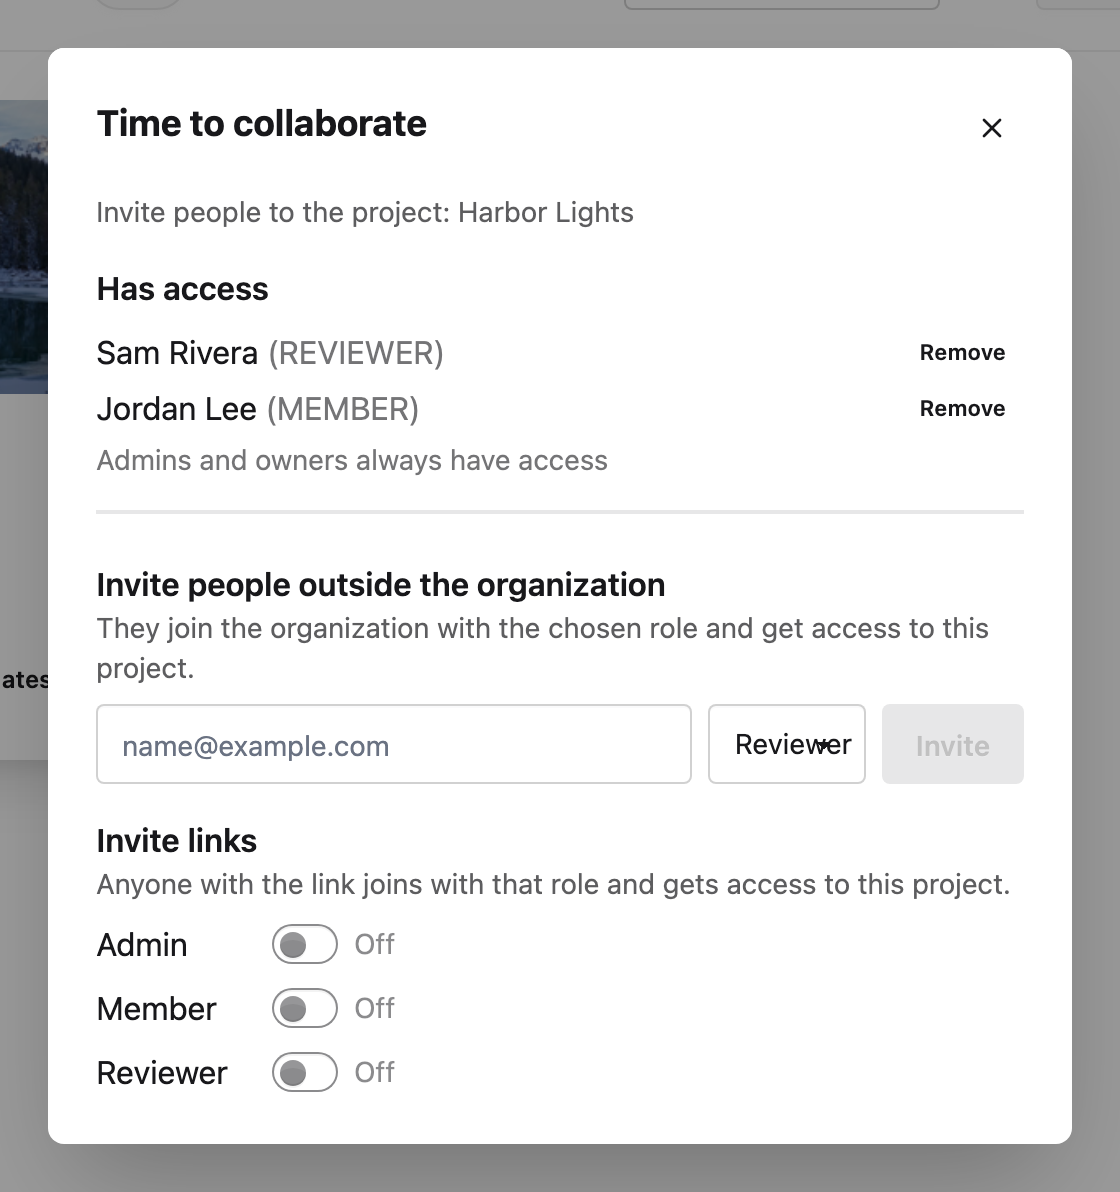 Time to collaborate
Invite people to the project: Harbor Lights
Has access
Sam Rivera (REVIEWER) Remove
Jordan Lee (MEMBER) Remove
Admins and owners always have access
Invite people outside the organization
They join the organization with the chosen role and get access to this
project.
ates
name@example.com Reviewer Invite
Invite links
Anyone with the link joins with that role and gets access to this project.
Admin Off
Member Off
Reviewer Off